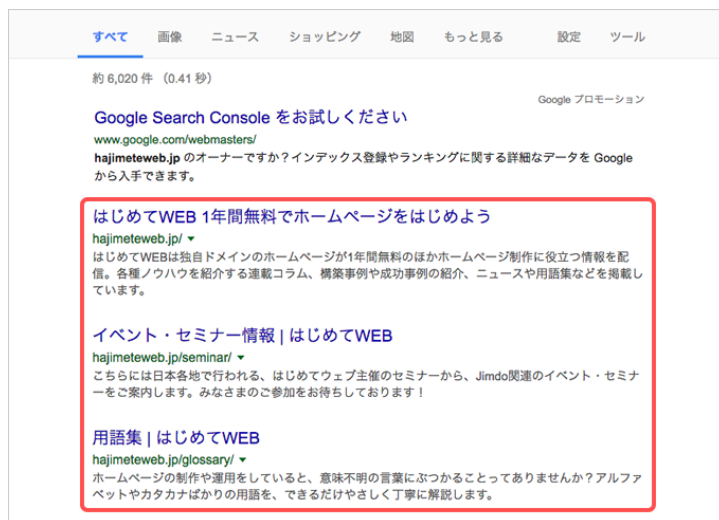 すべて 画像 ニュース ショッピング 地図 もっと見る 設定 ツール
約 6,020 件 （0.41 秒）
Google プロモーション
Google Search Console をお試しください
www.google.com/webmasters/
hajimeteweb.jp のオーナーですか？インデックス登録やランキングに関する詳細なデータを Google
から入手できます。
はじめてWEB 1年間無料でホームページをはじめよう
hajimeteweb.jp/ ▼
はじめてWEBは独自ドメインのホームページが1年間無料のほかホームページ制作に役立つ情報を配
信。各種ノウハウを紹介する連載コラム、構築事例や成功事例の紹介、ニュースや用語集などを掲載し
ています。
イベント・セミナー情報 | はじめてWEB
hajimeteweb.jp/seminar/ ▼
こちらには日本各地で行われる、はじめてウェブ主催のセミナーから、Jimdo関連のイベント・セミナ
ーをご案内します。みなさまのご参加をお待ちしております！
用語集 | はじめてWEB
hajimeteweb.jp/glossary/ ▼
ホームページの制作や運用をしていると、意味不明の言葉にぶつかることってありませんか？アルファ
ベットやカタカナばかりの用語を、できるだけやさしく丁寧に解説します。